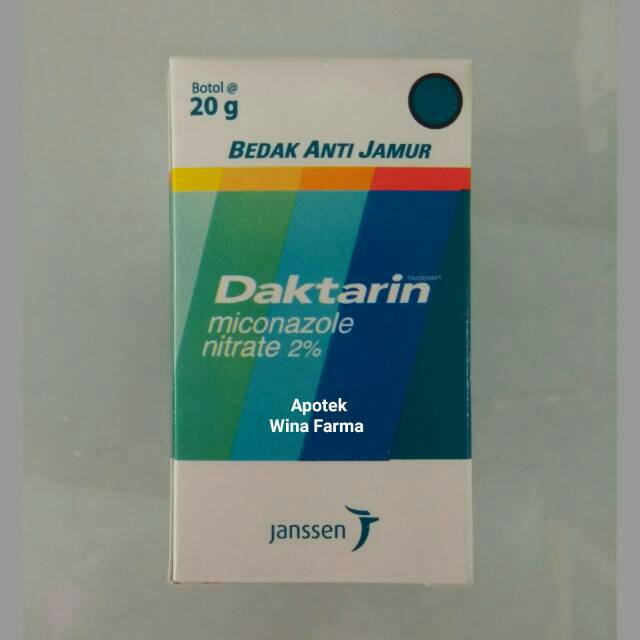 Botol @
20 g
BEDAK ANTI JAMUR
Daktarin
miconazole
nitrate 2%
Apotek
Wina Farma
janssen